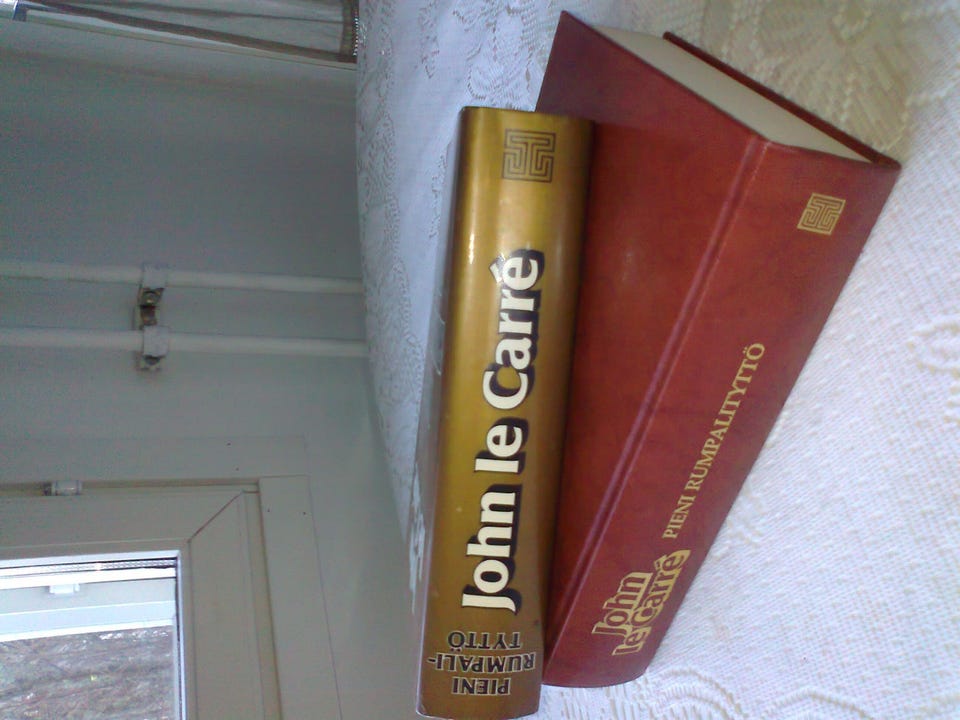 PIENI
RUMPALI-
TYTTÖ
John le Carré
John
le Carré
PIENI RUMPALITYTTÖ